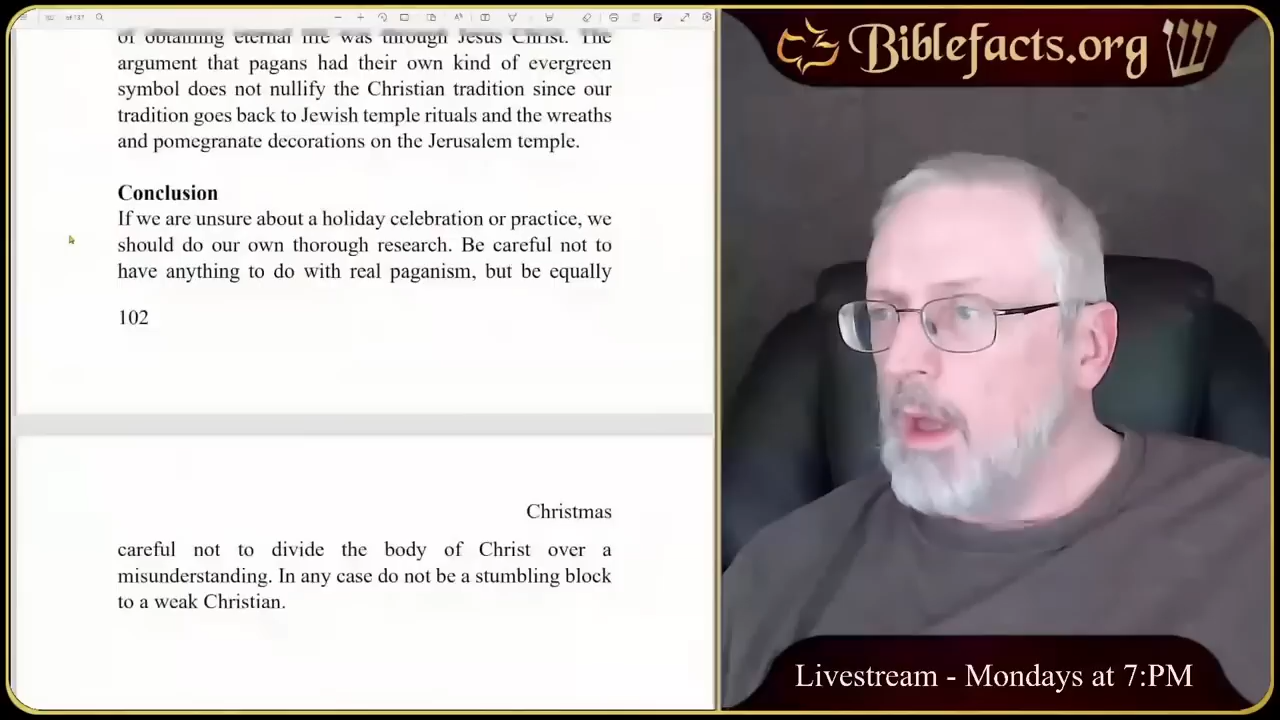 of obtaining eternal life was through Jesus Christ. The
argument that pagans had their own kind of evergreen
symbol does not nullify the Christian tradition since our
tradition goes back to Jewish temple rituals and the wreaths
and pomegranate decorations on the Jerusalem temple.
Conclusion
If we are unsure about a holiday celebration or practice, we
should do our own thorough research. Be careful not to
have anything to do with real paganism, but be equally
102
Christmas
careful not to divide the body of Christ over a
misunderstanding. In any case do not be a stumbling block
to a weak Christian.
Biblefacts.org ש
Livestream - Mondays at 7:PM